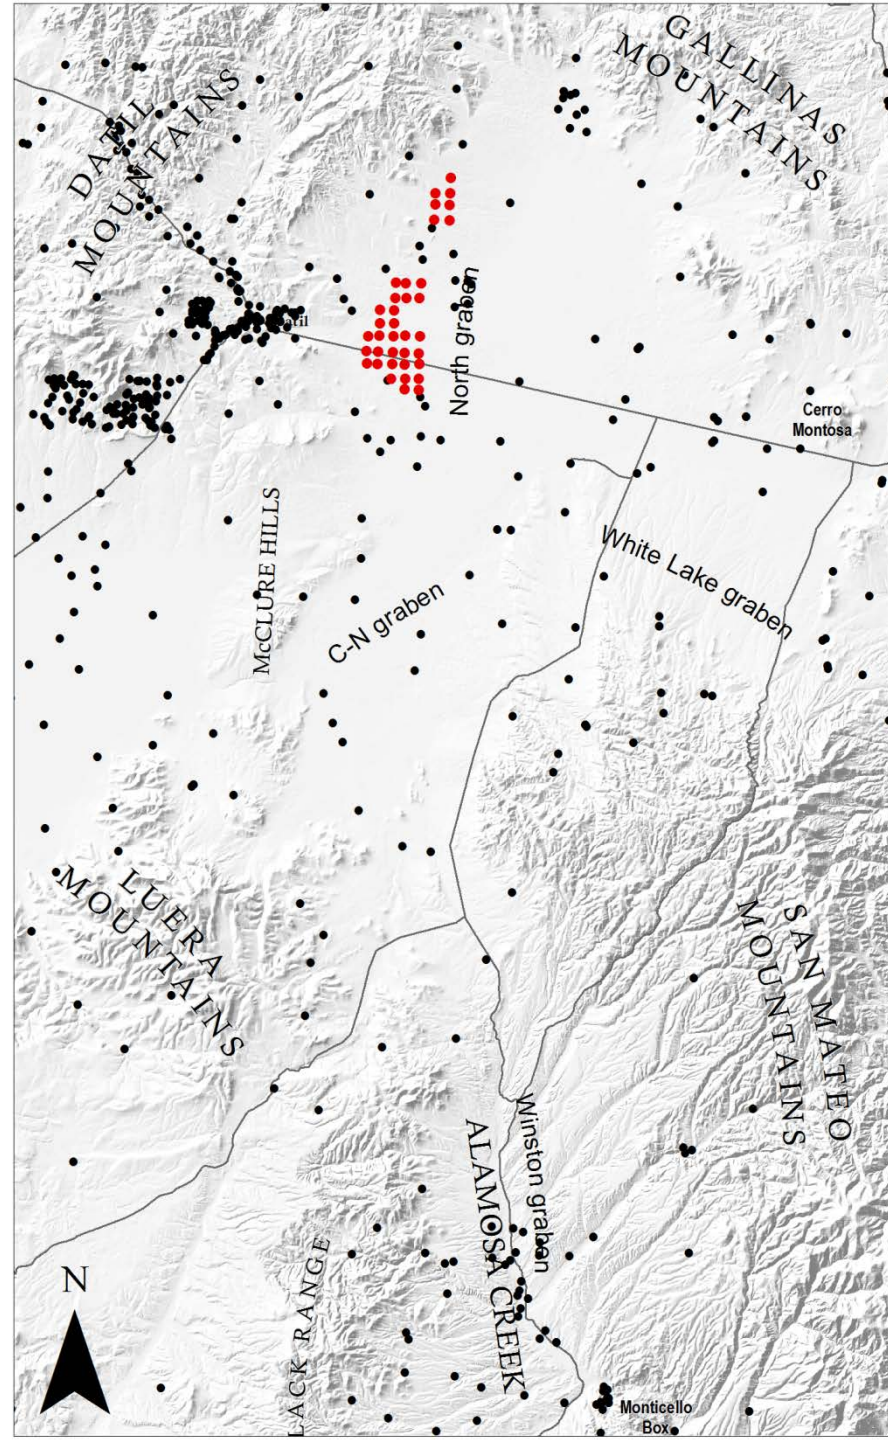 GALLINAS
MOUNTAINS
DATIL
MOUNTAINS
North graben
Cerro
Montosa
McCLURE HILLS
White Lake graben
C-N graben
LUERA
MOUNTAINS
SAN MATEO
MOUNTAINS
Winston graben
ALAMOSA CREEK
LACK RANGE
N
Monticello
Box